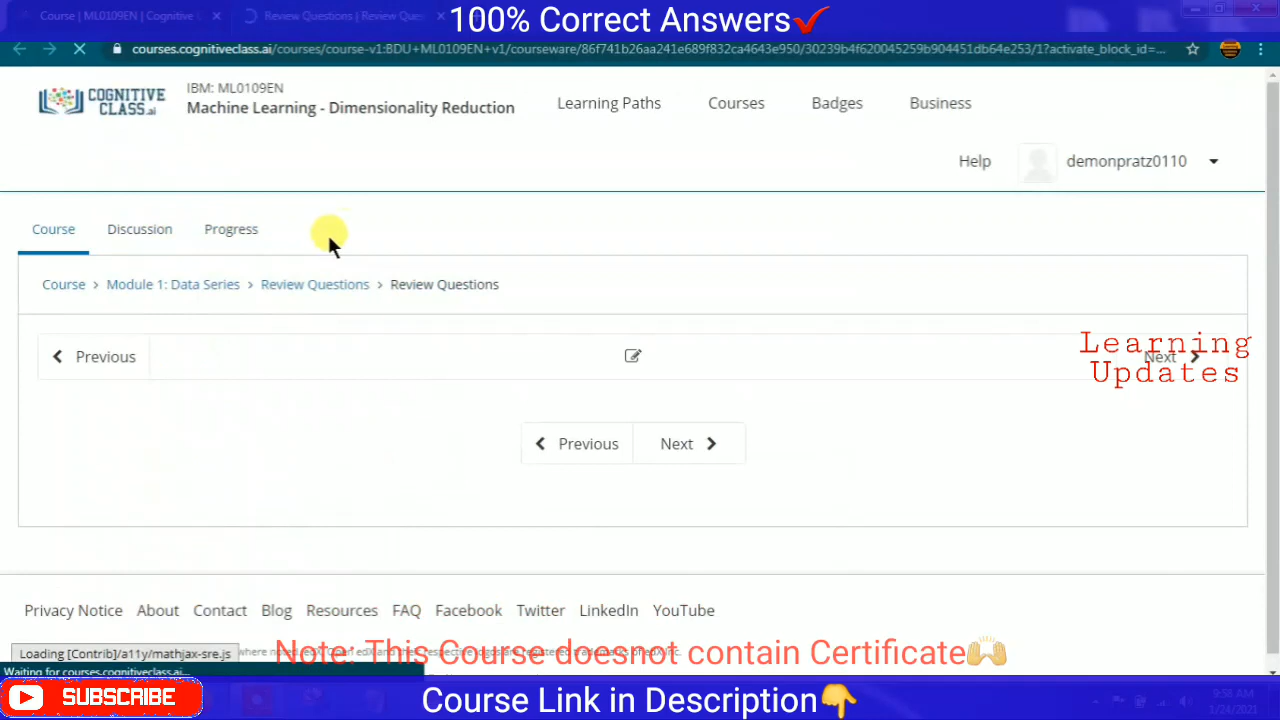 100% Correct Answers
Course | ML0109EN | Cognitive
Review Questions | Review Ques
courses.cognitiveclass.ai/courses/course-v1:BDU+ML0109EN+v1/courseware/86f741b26aa241e689f832ca4643e950/30239b4f620045259b904451db64e253/1?activate_block_id=...
COGNITIVE CLASS.ai
IBM: ML0109EN
Machine Learning - Dimensionality Reduction
Learning Paths Courses Badges Business
Help demonpratz0110
Course Discussion Progress
Course > Module 1: Data Series > Review Questions > Review Questions
Previous Next
Learning
Updates
Previous Next
Privacy Notice About Contact Blog Resources FAQ Facebook Twitter LinkedIn YouTube
Loading [Contrib]/a11y/mathjax-sre.js
Note: This Course doesnot contain Certificate
Waiting for courses.cognitiveclass.ai...
SUBSCRIBE
Course Link in Description
9:56 AM
1/24/2021